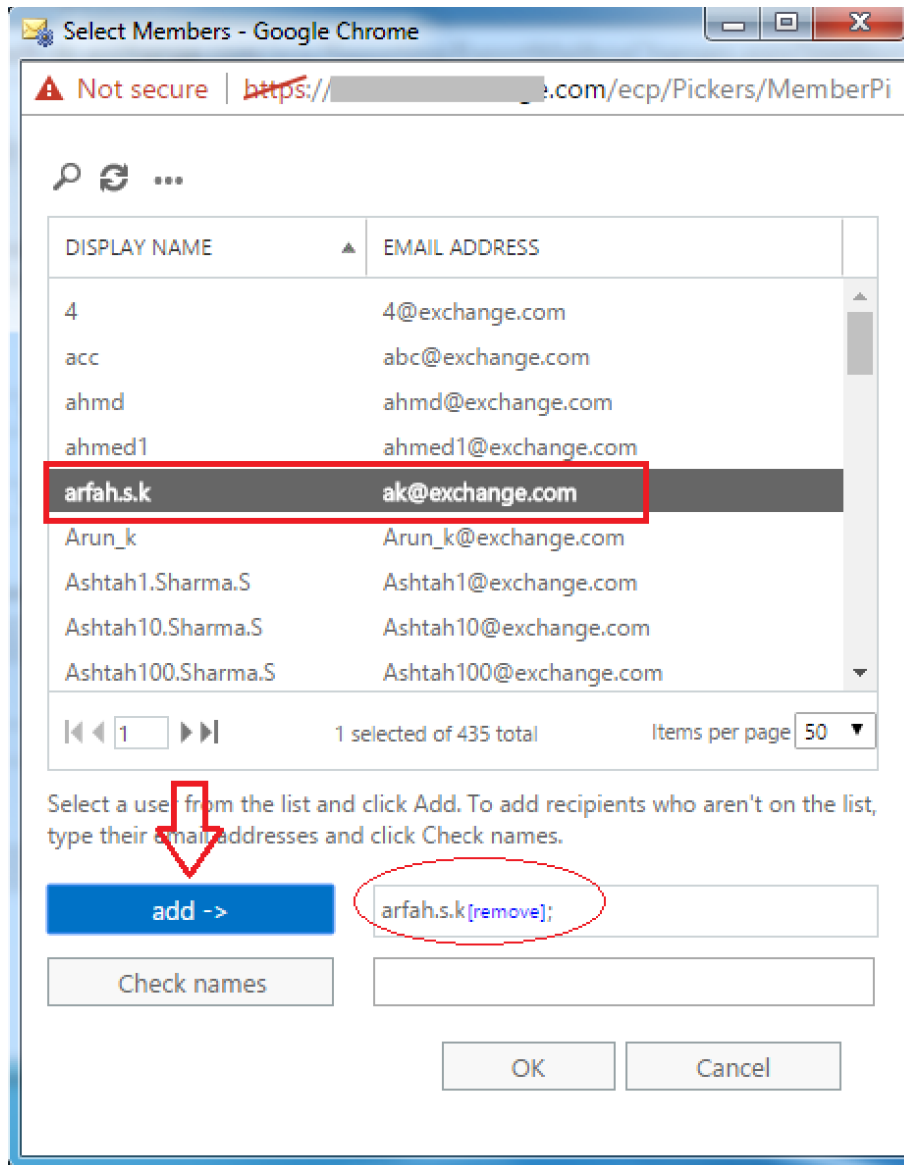 Select Members - Google Chrome
Not secure | https://e.com/ecp/Pickers/MemberPi
DISPLAY NAME EMAIL ADDRESS
4 4@exchange.com
acc abc@exchange.com
ahmd ahmd@exchange.com
ahmed1 ahmed1@exchange.com
arfah.s.k ak@exchange.com
Arun_k Arun_k@exchange.com
Ashtah1.Sharma.S Ashtah1@exchange.com
Ashtah10.Sharma.S Ashtah10@exchange.com
Ashtah100.Sharma.S Ashtah100@exchange.com
1 1 selected of 435 total Items per page 50
Select a user from the list and click Add. To add recipients who aren't on the list,
type their email addresses and click Check names.
add -> arfah.s.k[remove];
Check names
OK Cancel